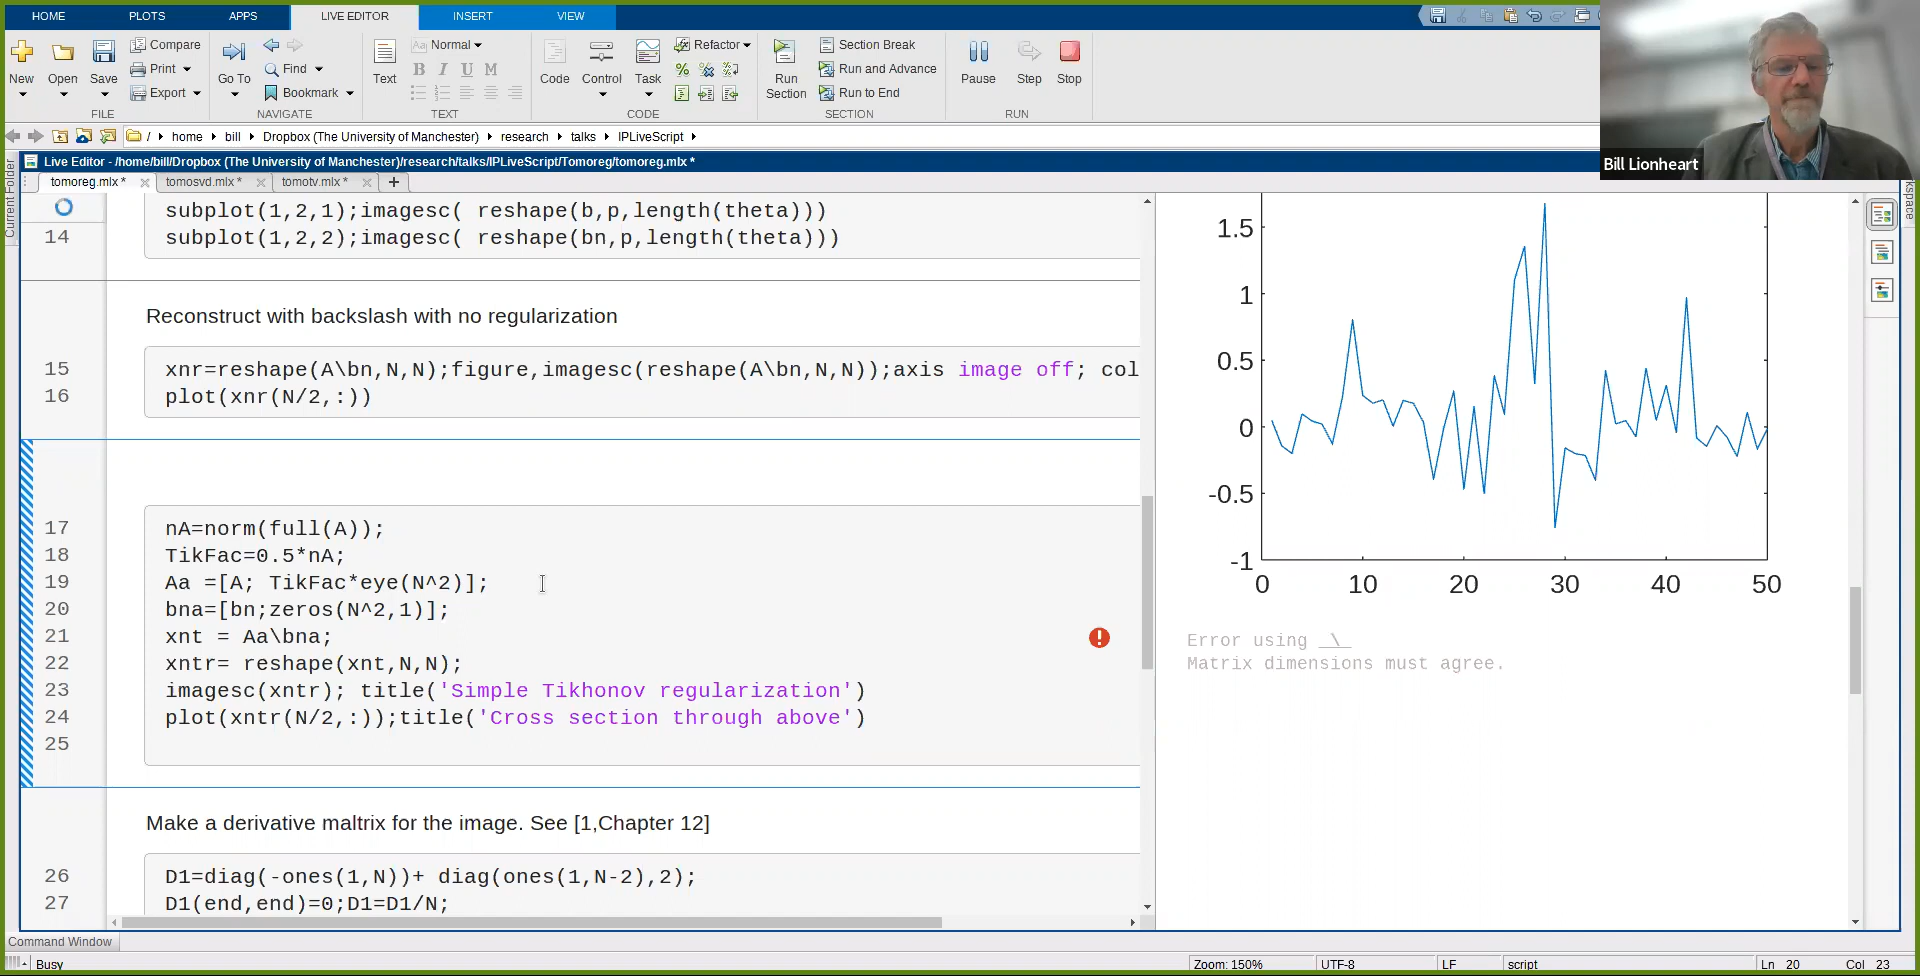 HOME PLOTS APPS LIVE EDITOR INSERT VIEW
New Open Save Compare Print Export
Go To Find Bookmark
Text Normal
B I U M
Code Control Task Refactor
Run Section Section Break Run and Advance Run to End
Pause Step Stop
FILE NAVIGATE TEXT CODE SECTION RUN
/ home bill Dropbox (The University of Manchester) research talks IPLiveScript
Live Editor - /home/bill/Dropbox (The University of Manchester)/research/talks/IPLiveScript/Tomoreg/tomoreg.mlx *
tomoreg.mlx * tomosvd.mlx * tomotv.mlx *
Current Folder
Bill Lionheart
subplot(1,2,1);imagesc( reshape(b,p,length(theta)))
14 subplot(1,2,2);imagesc( reshape(bn,p,length(theta)))
Reconstruct with backslash with no regularization
15 xnr=reshape(A\bn,N,N);figure,imagesc(reshape(A\bn,N,N));axis image off; col
16 plot(xnr(N/2,:))
17 nA=norm(full(A));
18 TikFac=0.5*nA;
19 Aa =[A; TikFac*eye(N^2)];
20 bna=[bn;zeros(N^2,1)];
21 xnt = Aa\bna;
22 xntr= reshape(xnt,N,N);
23 imagesc(xntr); title('Simple Tikhonov regularization')
24 plot(xntr(N/2,:));title('Cross section through above')
25
Make a derivative maltrix for the image. See [1,Chapter 12]
26 D1=diag(-ones(1,N))+ diag(ones(1,N-2),2);
27 D1(end,end)=0;D1=D1/N;
1.5
1
0.5
0
-0.5
-1
0 10 20 30 40 50
Error using \
Matrix dimensions must agree.
Command Window
Busy Zoom: 150% UTF-8 LF script Ln 20 Col 23